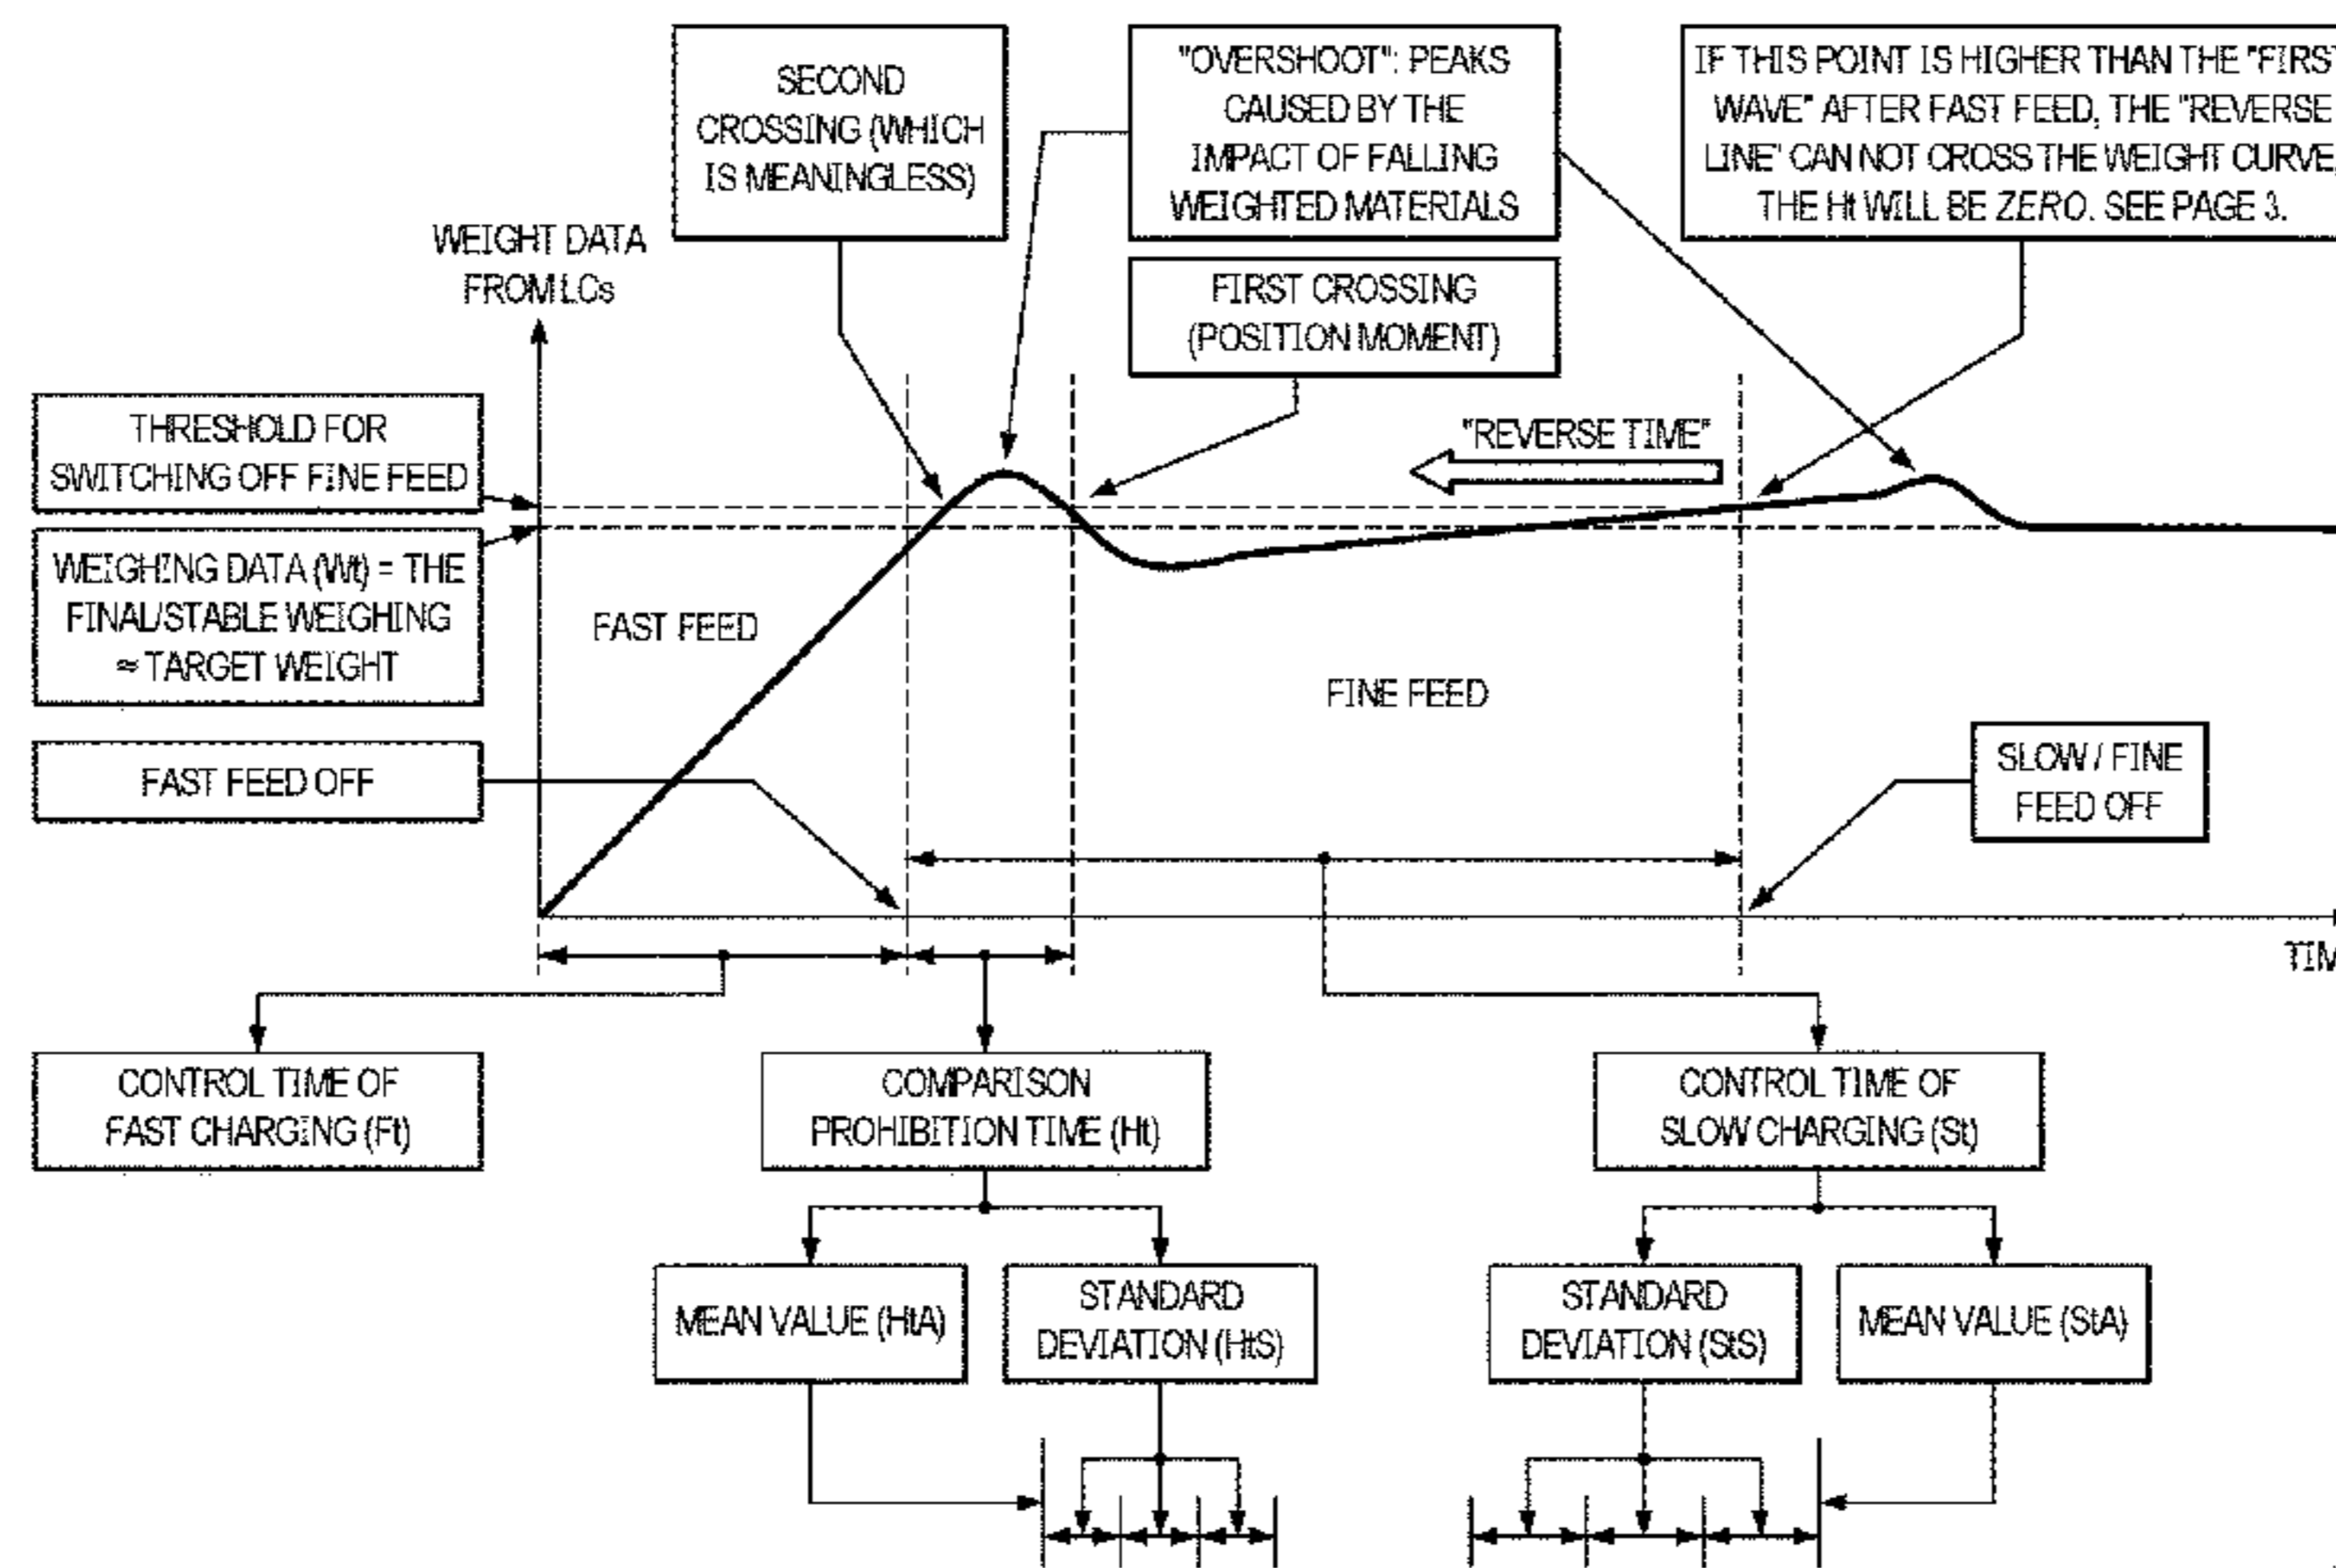 SECOND
CROSSING (WHICH
IS MEANINGLESS)
"OVERSHOOT": PEAKS
CAUSED BY THE
IMPACT OF FALLING
WEIGHTED MATERIALS
IF THIS POINT IS HIGHER THAN THE "FIRST
WAVE" AFTER FAST FEED, THE "REVERSE
LINE" CAN NOT CROSS THE WEIGHT CURVE,
THE Ht WILL BE ZERO. SEE PAGE 3.
WEIGHT DATA
FROM LCs
FIRST CROSSING
(POSITION MOMENT)
THRESHOLD FOR
SWITCHING OFF FINE FEED
"REVERSE TIME"
WEIGHING DATA (Wt) = THE
FINAL/STABLE WEIGHING
≈ TARGET WEIGHT
FAST FEED
FINE FEED
FAST FEED OFF
SLOW / FINE
FEED OFF
TIM
CONTROL TIME OF
FAST CHARGING (Ft)
COMPARISON
PROHIBITION TIME (Ht)
CONTROL TIME OF
SLOW CHARGING (St)
MEAN VALUE (HtA)
STANDARD
DEVIATION (HtS)
STANDARD
DEVIATION (StS)
MEAN VALUE (StA)